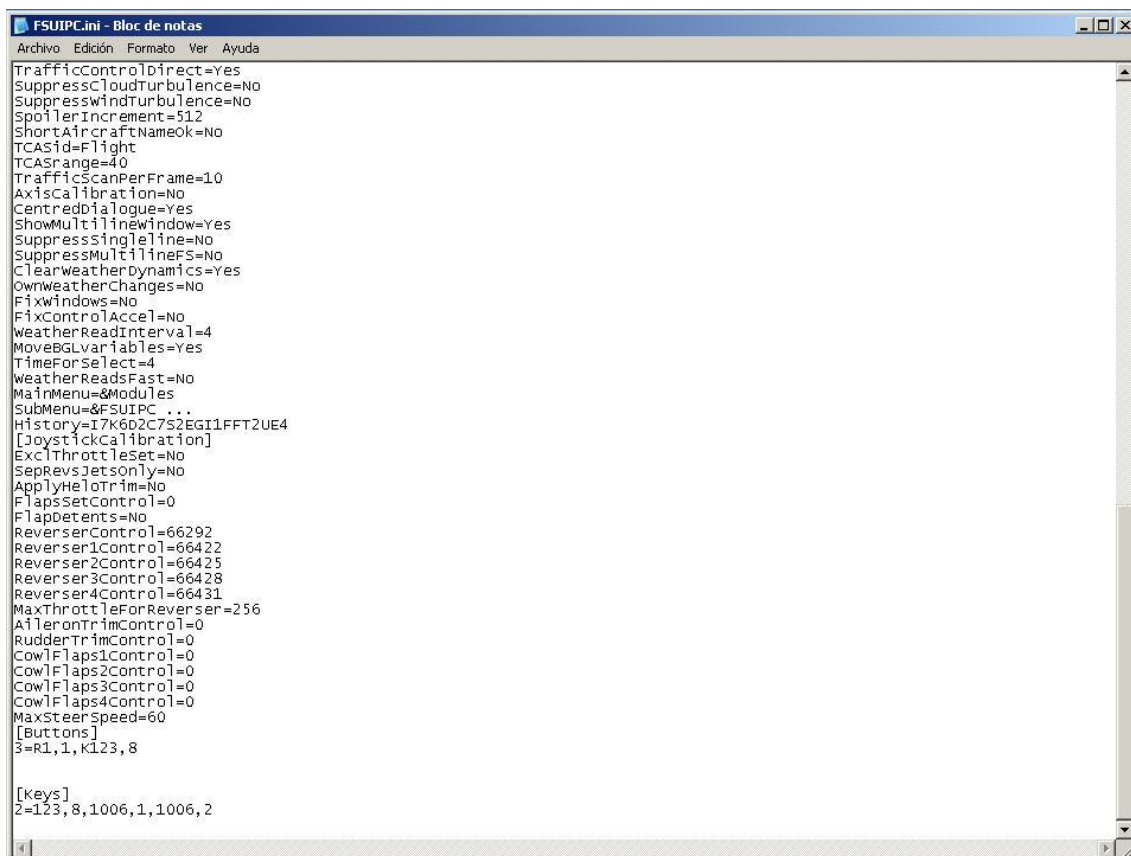 FSUIPC.ini - Bloc de notas
Archivo Edición Formato Ver Ayuda
TrafficControlDirect=Yes
SuppressCloudTurbulence=No
SuppressWindTurbulence=No
SpoilerIncrement=512
ShortAircraftNameOk=No
TCASid=Flight
TCASrange=40
TrafficScanPerFrame=10
AxisCalibration=No
CentredDialogue=Yes
ShowMultilineWindow=Yes
SuppressSingleline=No
SuppressMultilineFS=No
ClearWeatherDynamics=Yes
OwnWeatherChanges=No
FixWindows=No
FixControlAccel=No
WeatherReadInterval=4
MoveBGLvariables=Yes
TimeForSelect=4
WeatherReadsFast=No
MainMenu=&Modules
SubMenu=&FSUIPC ...
History=I7K6D2C7S2EGI1FFT2UE4
[JoystickCalibration]
ExclThrottleSet=No
SepRevsJetsOnly=No
ApplyHeloTrim=No
FlapsSetControl=0
FlapDetents=No
ReverserControl=66292
Reverser1Control=66422
Reverser2Control=66425
Reverser3Control=66428
Reverser4Control=66431
MaxThrottleForReverser=256
AileronTrimControl=0
RudderTrimControl=0
CowlFlaps1Control=0
CowlFlaps2Control=0
CowlFlaps3Control=0
CowlFlaps4Control=0
MaxSteerSpeed=60
[Buttons]
3=R1,1,K123,8
[Keys]
2=123,8,1006,1,1006,2